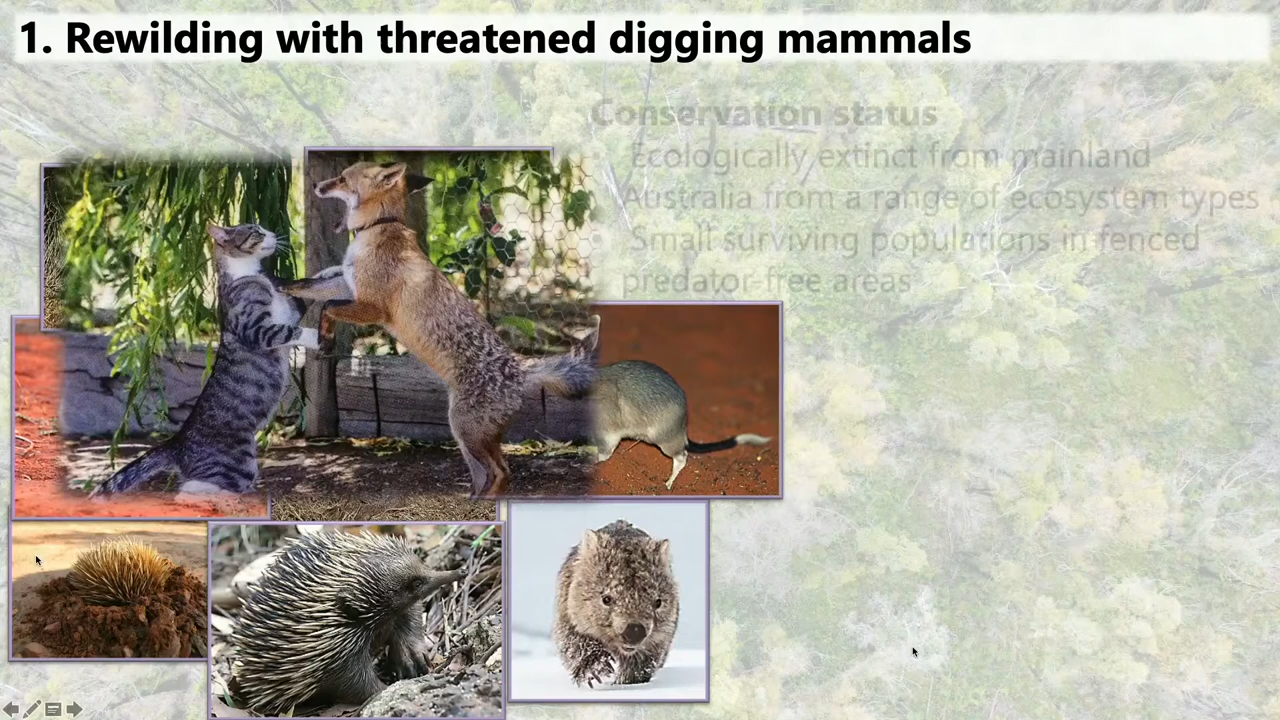 1. Rewilding with threatened digging mammals
Conservation status
Ecologically extinct from mainland
Australia from a range of ecosystem types
Small surviving populations in fenced
predator-free areas